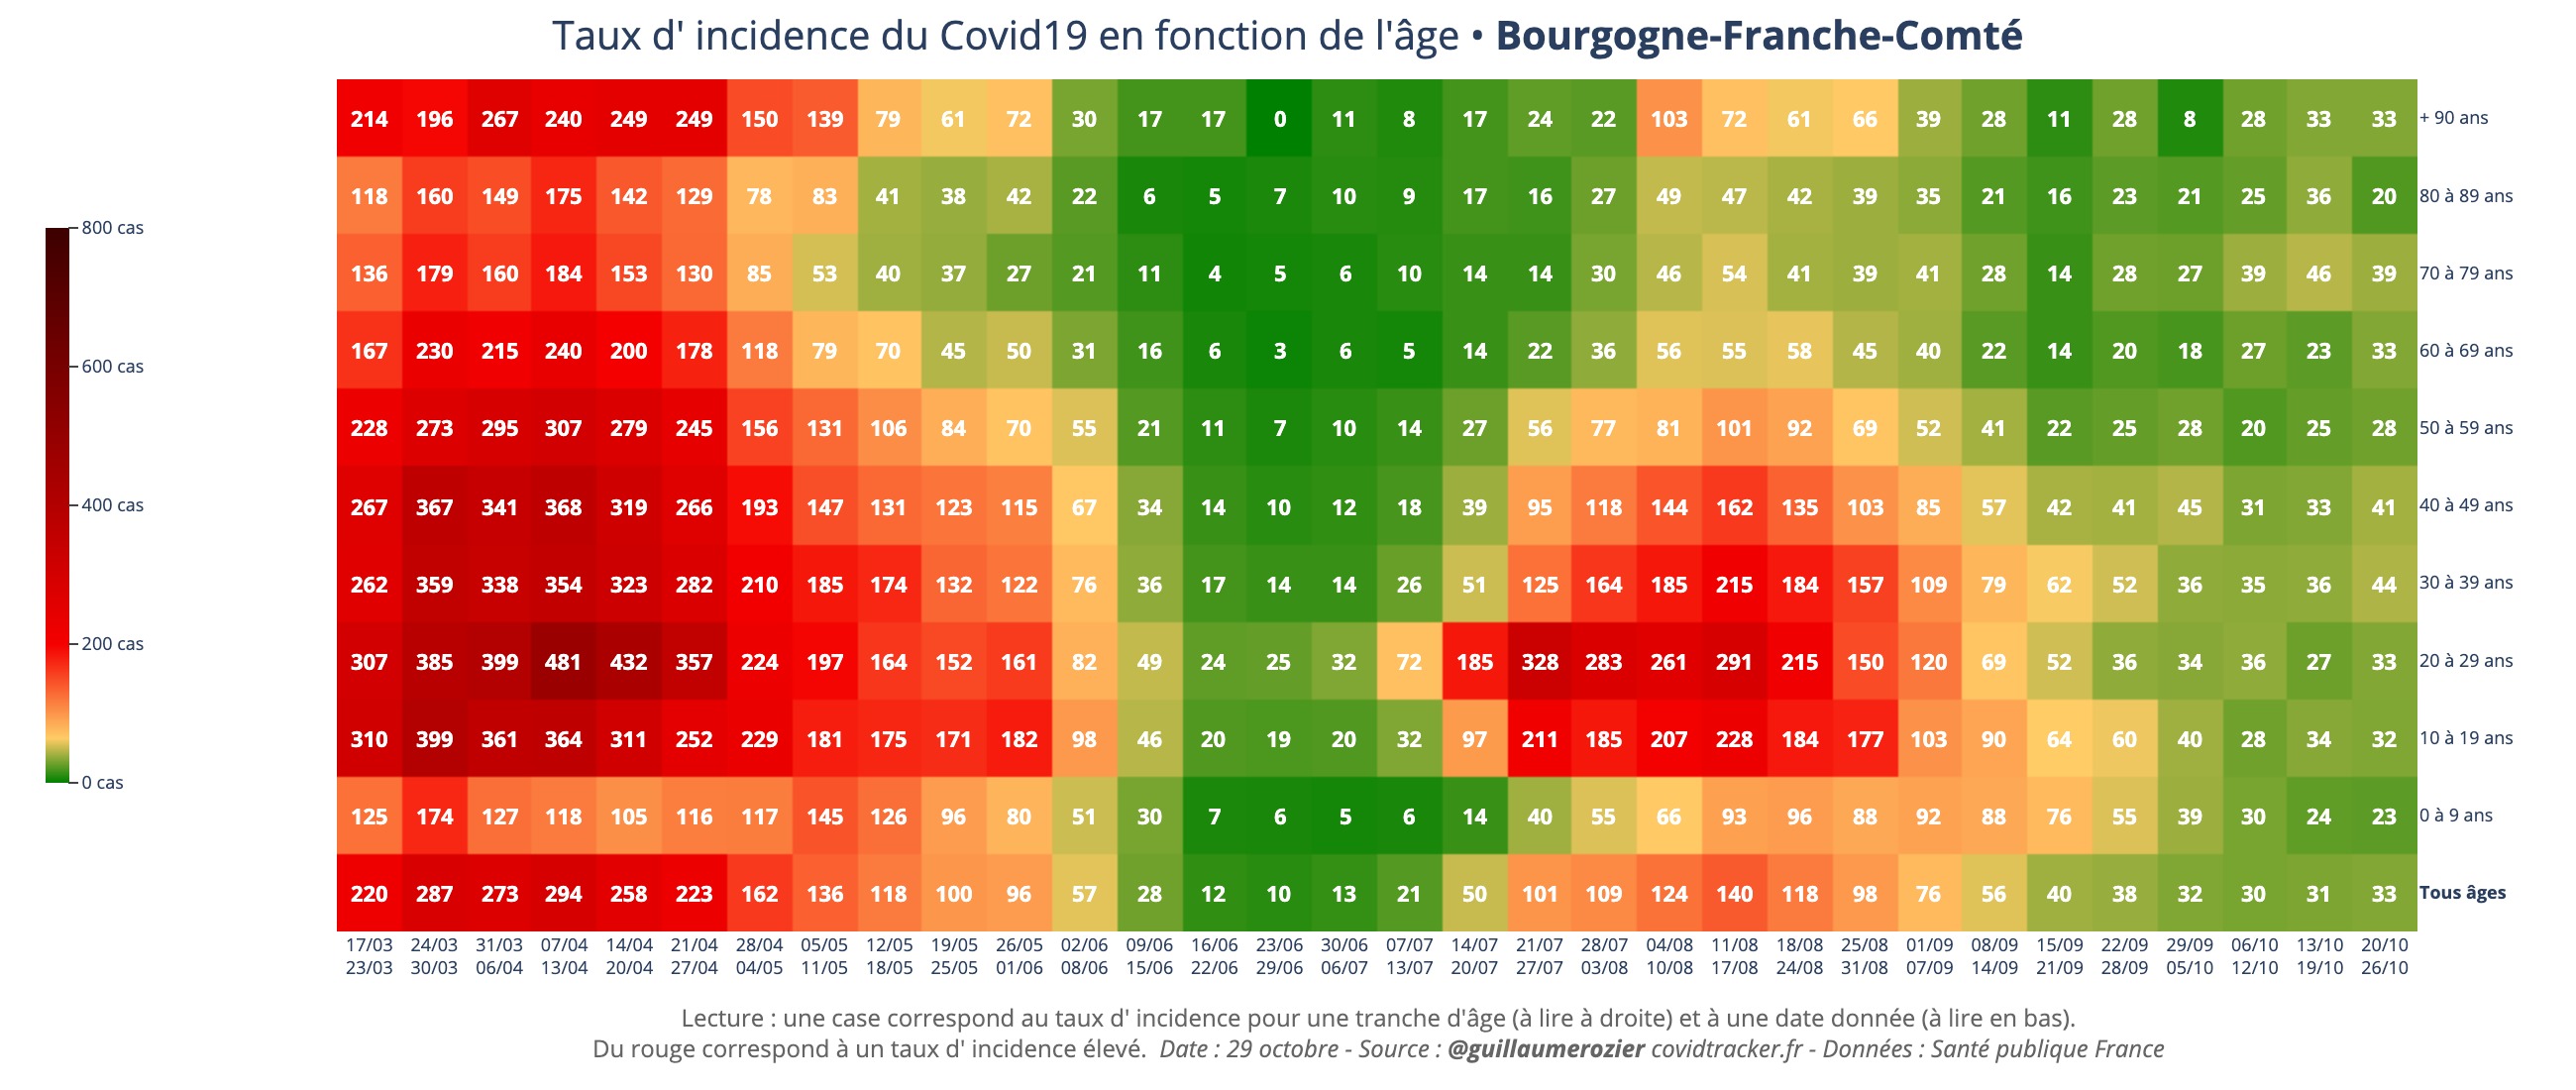 Taux d' incidence du Covid19 en fonction de l'âge • Bourgogne-Franche-Comté
800 cas
600 cas
400 cas
200 cas
0 cas
214 196 267 240 249 249 150 139 79 61 72 30 17 17 0 11 8 17 24 22 103 72 61 66 39 28 11 28 8 28 33 33 + 90 ans
118 160 149 175 142 129 78 83 41 38 42 22 6 5 7 10 9 17 16 27 49 47 42 39 35 21 16 23 21 25 36 20 80 à 89 ans
136 179 160 184 153 130 85 53 40 37 27 21 11 4 5 6 10 14 14 30 46 54 41 39 41 28 14 28 27 39 46 39 70 à 79 ans
167 230 215 240 200 178 118 79 70 45 50 31 16 6 3 6 5 14 22 36 56 55 58 45 40 22 14 20 18 27 23 33 60 à 69 ans
228 273 295 307 279 245 156 131 106 84 70 55 21 11 7 10 14 27 56 77 81 101 92 69 52 41 22 25 28 20 25 28 50 à 59 ans
267 367 341 368 319 266 193 147 131 123 115 67 34 14 10 12 18 39 95 118 144 162 135 103 85 57 42 41 45 31 33 41 40 à 49 ans
262 359 338 354 323 282 210 185 174 132 122 76 36 17 14 14 26 51 125 164 185 215 184 157 109 79 62 52 36 35 36 44 30 à 39 ans
307 385 399 481 432 357 224 197 164 152 161 82 49 24 25 32 72 185 328 283 261 291 215 150 120 69 52 36 34 36 27 33 20 à 29 ans
310 399 361 364 311 252 229 181 175 171 182 98 46 20 19 20 32 97 211 185 207 228 184 177 103 90 64 60 40 28 34 32 10 à 19 ans
125 174 127 118 105 116 117 145 126 96 80 51 30 7 6 5 6 14 40 55 66 93 96 88 92 88 76 55 39 30 24 23 0 à 9 ans
220 287 273 294 258 223 162 136 118 100 96 57 28 12 10 13 21 50 101 109 124 140 118 98 76 56 40 38 32 30 31 33 Tous âges
17/03 24/03 31/03 07/04 14/04 21/04 28/04 05/05 12/05 19/05 26/05 02/06 09/06 16/06 23/06 30/06 07/07 14/07 21/07 28/07 04/08 11/08 18/08 25/08 01/09 08/09 15/09 22/09 29/09 06/10 13/10 20/10
23/03 30/03 06/04 13/04 20/04 27/04 04/05 11/05 18/05 25/05 01/06 08/06 15/06 22/06 29/06 06/07 13/07 20/07 27/07 03/08 10/08 17/08 24/08 31/08 07/09 14/09 21/09 28/09 05/10 12/10 19/10 26/10
Lecture : une case correspond au taux d' incidence pour une tranche d'âge (à lire à droite) et à une date donnée (à lire en bas).
Du rouge correspond à un taux d' incidence élevé. Date : 29 octobre - Source : @guillaumerozier covidtracker.fr - Données : Santé publique France